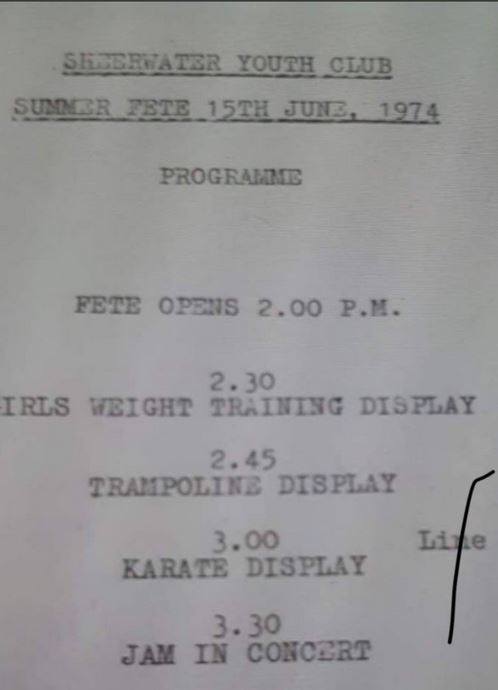 SHEERWATER YOUTH CLUB
SUMMER FETE 15TH JUNE, 1974
PROGRAMME
FETE OPENS 2.00 P.M.
2.30
IRLS WEIGHT TRAINING DISPLAY
2.45
TRAMPOLINE DISPLAY
3.00
Line
KARATE DISPLAY
3.30
JAM IN CONCERT